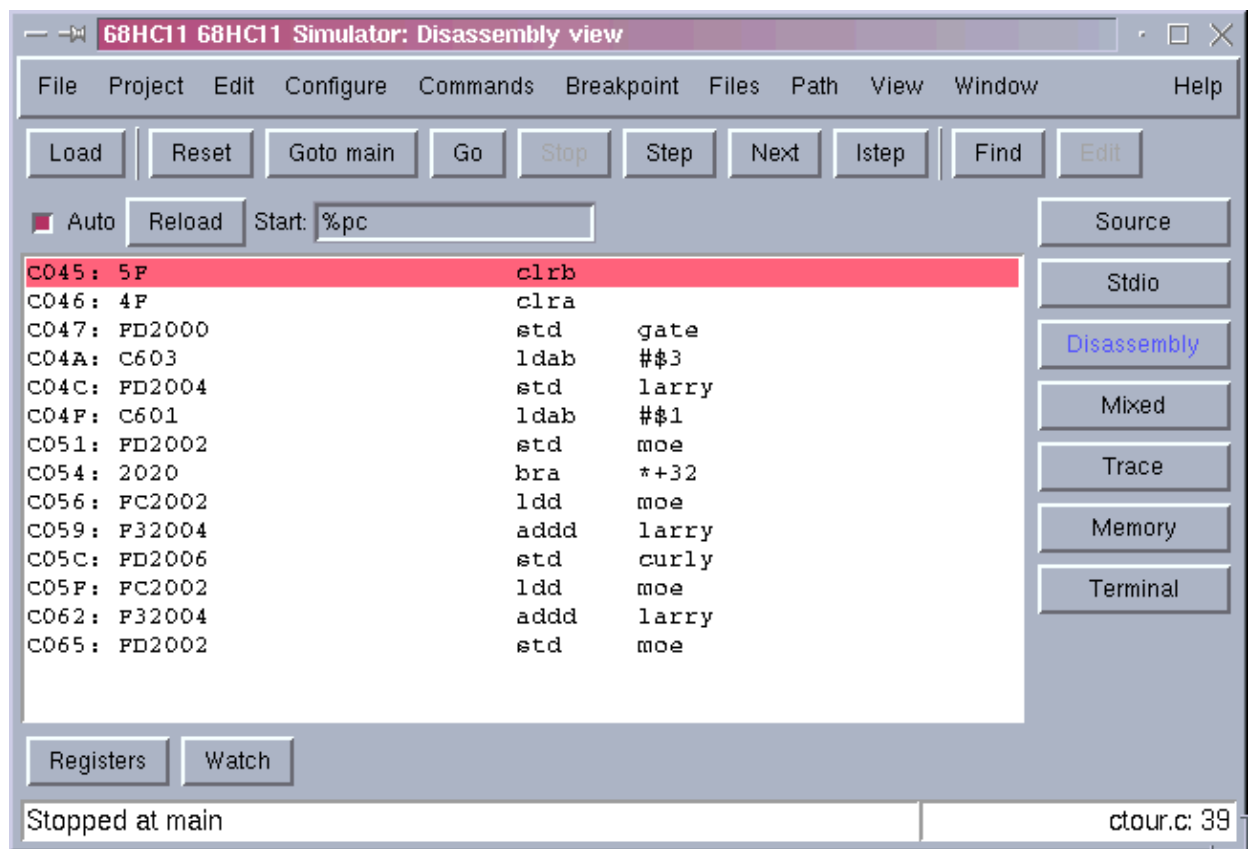 68HC11 68HC11 Simulator: Disassembly view
File Project Edit Configure Commands Breakpoint Files Path View Window Help
Load Reset Goto main Go Stop Step Next Istep Find Edit
Auto Reload Start: %pc
Source
Stdio
Disassembly
Mixed
Trace
Memory
Terminal
C045: 5F clrb
C046: 4F clra
C047: FD2000 std gate
C04A: C603 ldab #$3
C04C: FD2004 std larry
C04F: C601 ldab #$1
C051: FD2002 std moe
C054: 2020 bra *+32
C056: FC2002 ldd moe
C059: F32004 addd larry
C05C: FD2006 std curly
C05F: FC2002 ldd moe
C062: F32004 addd larry
C065: FD2002 std moe
Registers Watch
Stopped at main ctour.c: 39